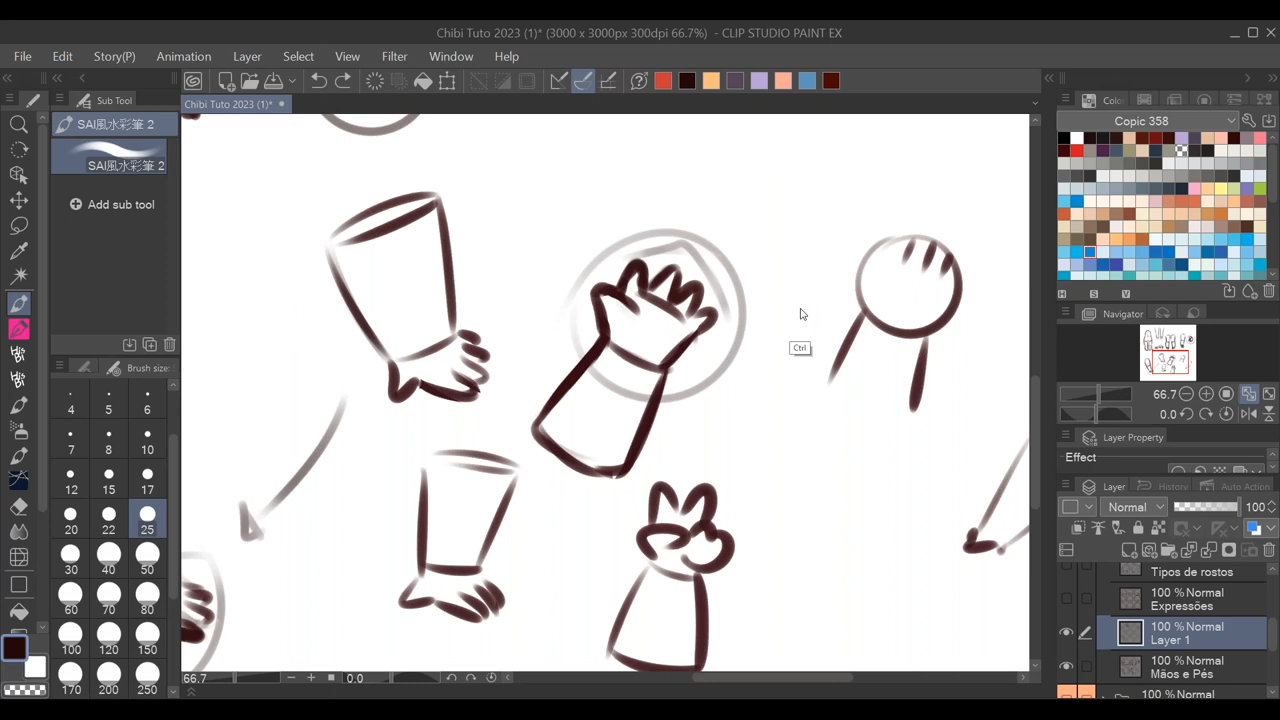 Chibi Tuto 2023 (1)* (3000 x 3000px 300dpi 66.7%) - CLIP STUDIO PAINT EX
File Edit Story(P) Animation Layer Select View Filter Window Help
Sub Tool
Chibi Tuto 2023 (1)*
SAI風水彩筆 2
SAI風水彩筆 2
Add sub tool
Brush size:
4 5 6
7 8 10
12 15 17
20 22 25
30 40 50
60 70 80
100 120 150
170 200 250
66.7
0.0
Ctrl
Copic 358
H S V
Navigator
66.7
0.0
Layer Property
Effect
Layer History Auto Action
Normal 100
Tipos de rostos
100 % Normal
Expressões
100 % Normal
Layer 1
100 % Normal
Mãos e Pés
100 % Normal